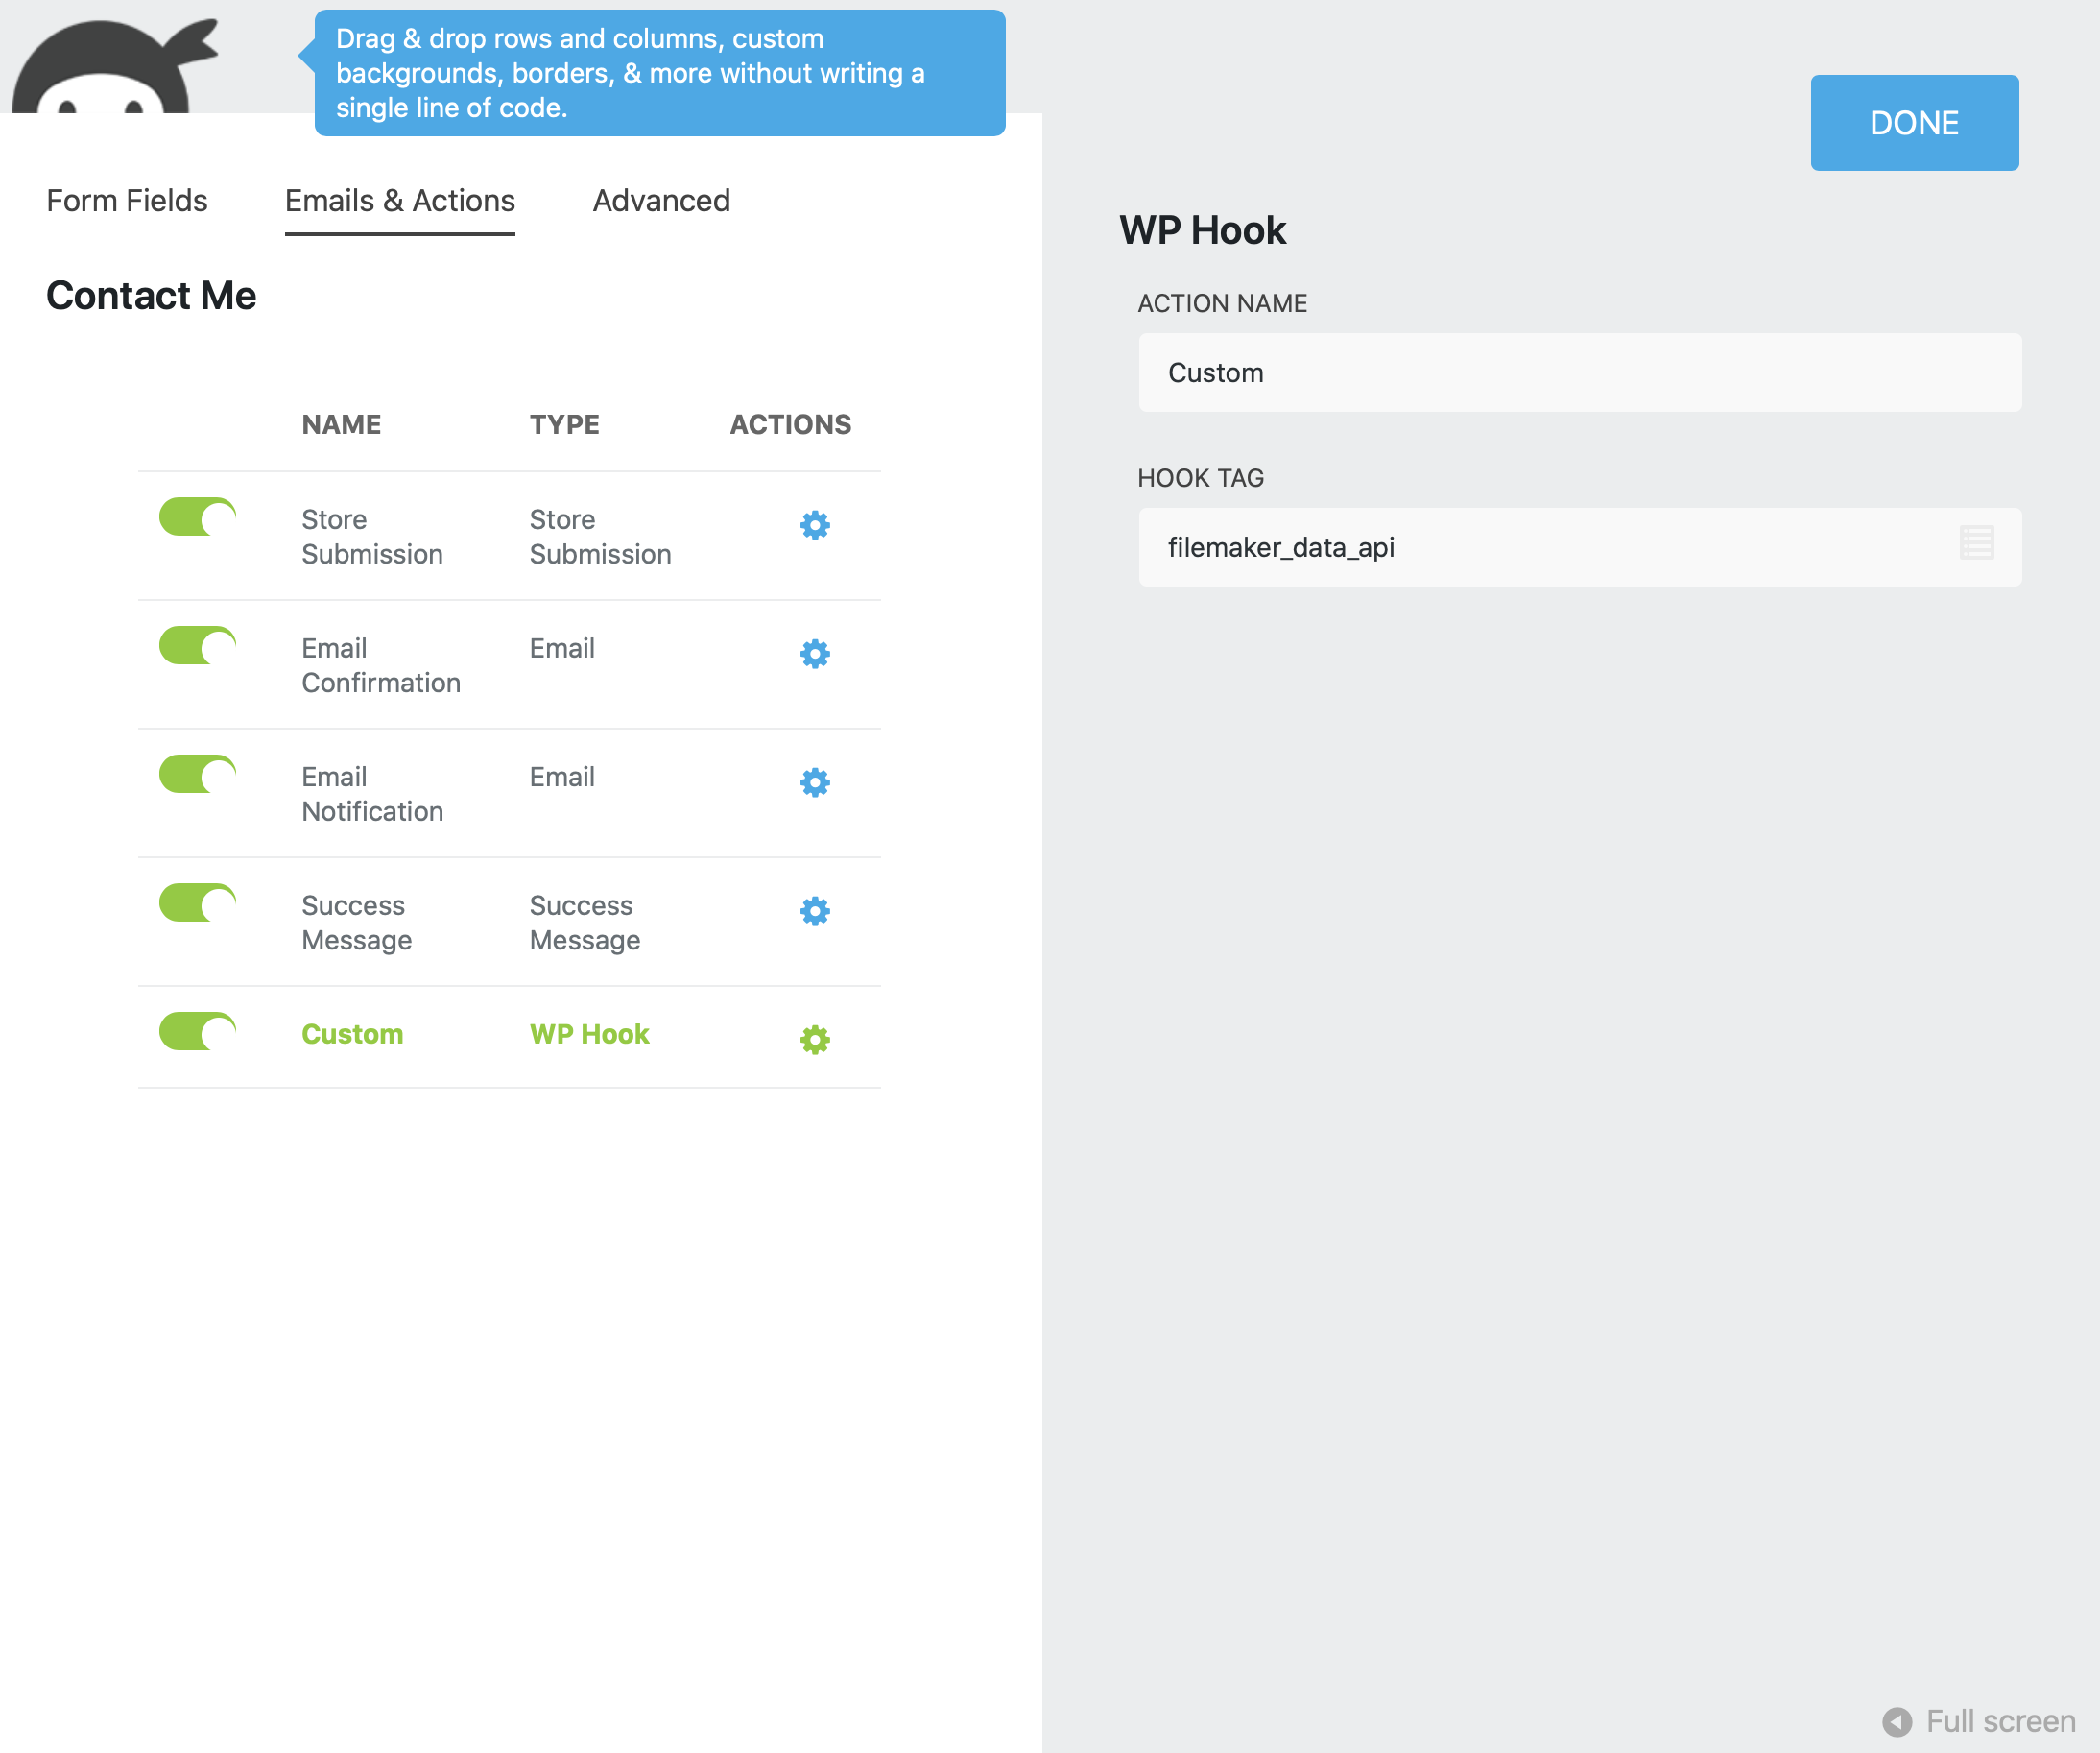 Drag & drop rows and columns, custom
backgrounds, borders, & more without writing a
single line of code.
DONE
Form Fields Emails & Actions Advanced
Contact Me
NAME TYPE ACTIONS
Store Store
Submission Submission
Email Email
Confirmation
Email Email
Notification
Success Success
Message Message
Custom WP Hook
WP Hook
ACTION NAME
Custom
HOOK TAG
filemaker_data_api
Full screen